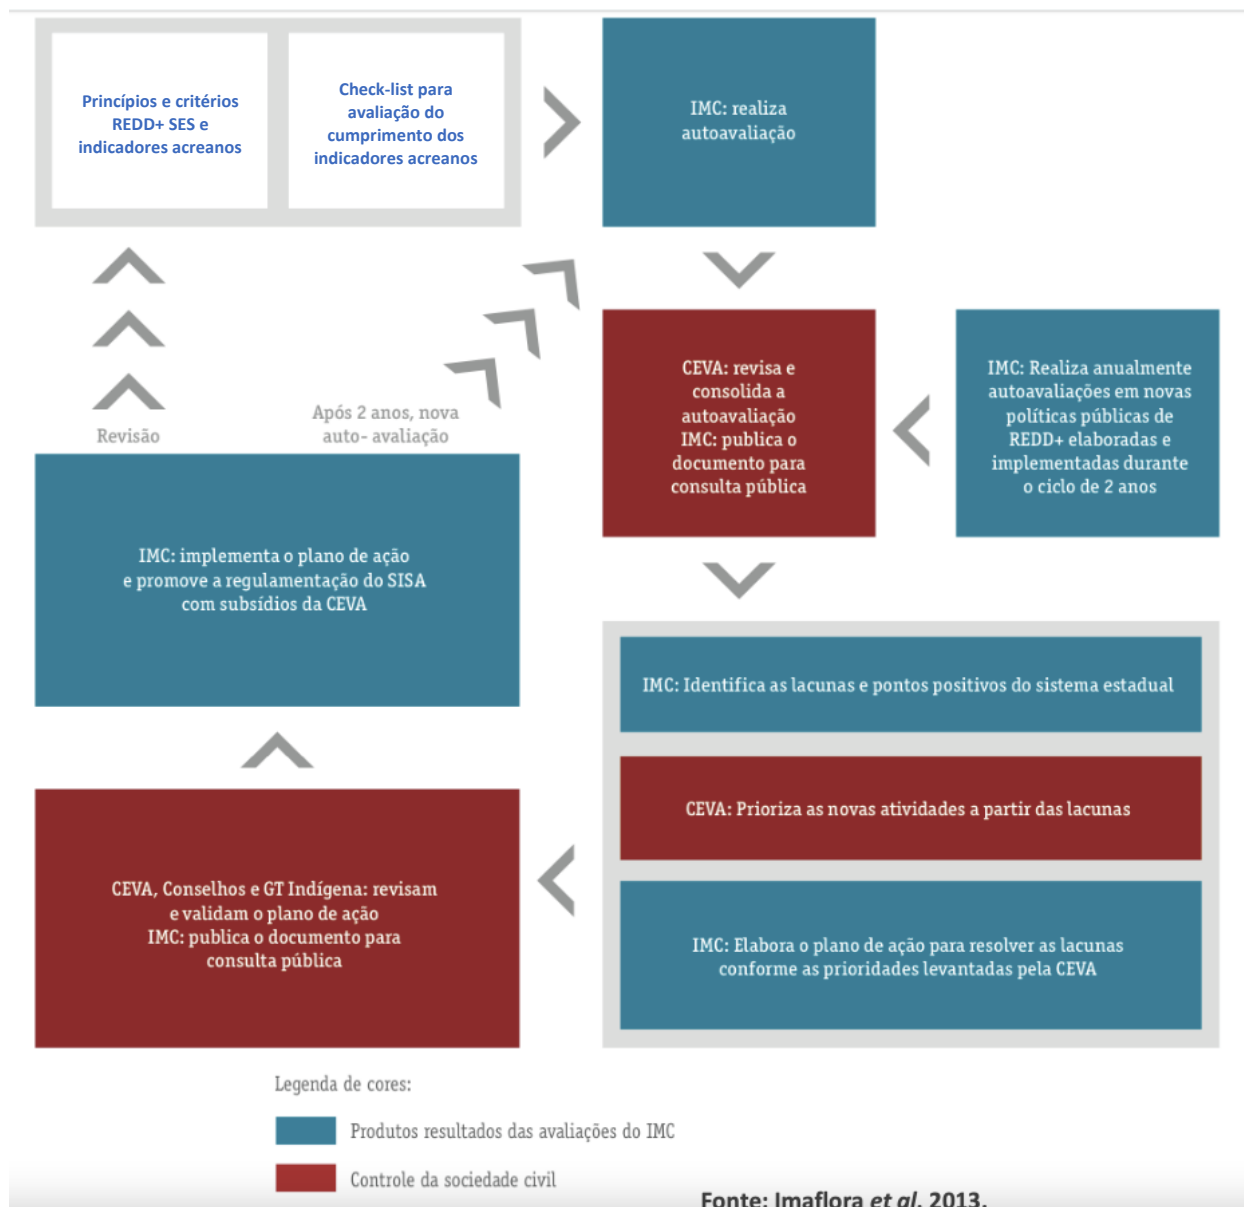 Princípios e critérios
REDD+ SES e
indicadores acreanos
Check-list para
avaliação do
cumprimento dos
indicadores acreanos
IMC: realiza
autoavaliação
CEVA: revisa e
consolida a
autoavaliação
IMC: publica o
documento para
consulta pública
IMC: Realiza anualmente
autoavaliações em novas
políticas públicas de
REDD+ elaboradas e
implementadas durante
o ciclo de 2 anos
Revisão
Após 2 anos, nova
auto- avaliação
IMC: implementa o plano de ação
e promove a regulamentação do SISA
com subsídios da CEVA
IMC: Identifica as lacunas e pontos positivos do sistema estadual
CEVA: Prioriza as novas atividades a partir das lacunas
IMC: Elabora o plano de ação para resolver as lacunas
conforme as prioridades levantadas pela CEVA
CEVA, Conselhos e GT Indígena: revisam
e validam o plano de ação
IMC: publica o documento para
consulta pública
Legenda de cores:
Produtos resultados das avaliações do IMC
Controle da sociedade civil
Fonte: Imaflora et al. 2013.